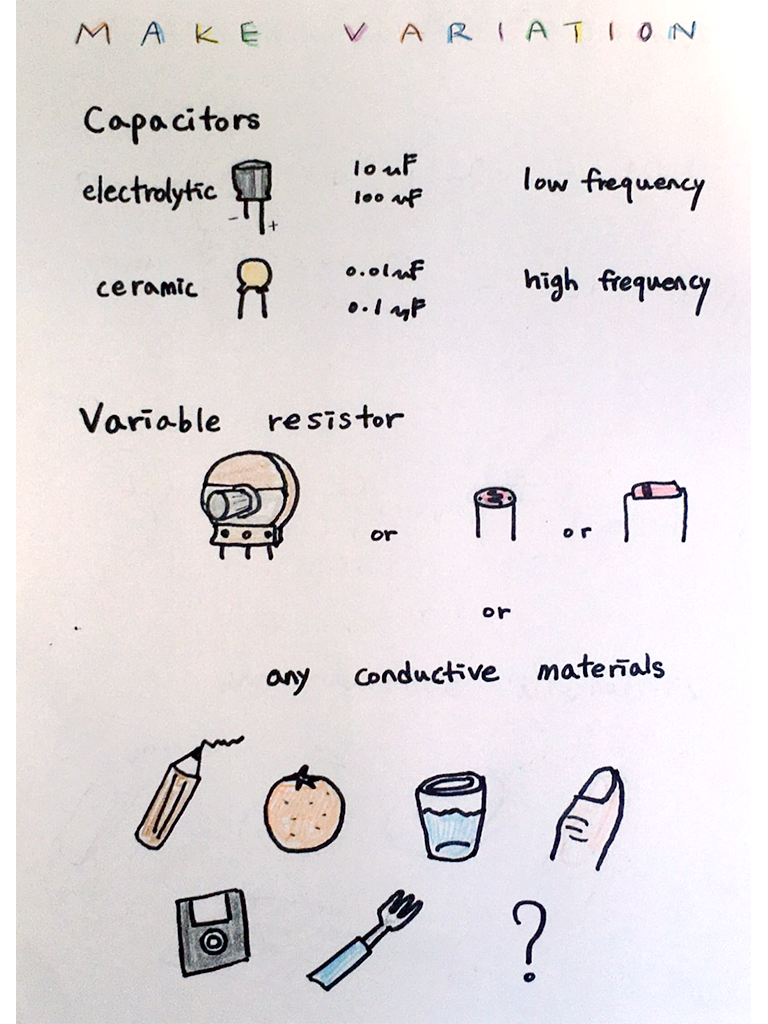 MAKE VARIATION
Capacitors
electrolytic 10 uF low frequency
100 uF
- +
ceramic 0.01uF high frequency
0.1 uF
Variable resistor
or or
or
any conductive materials
?